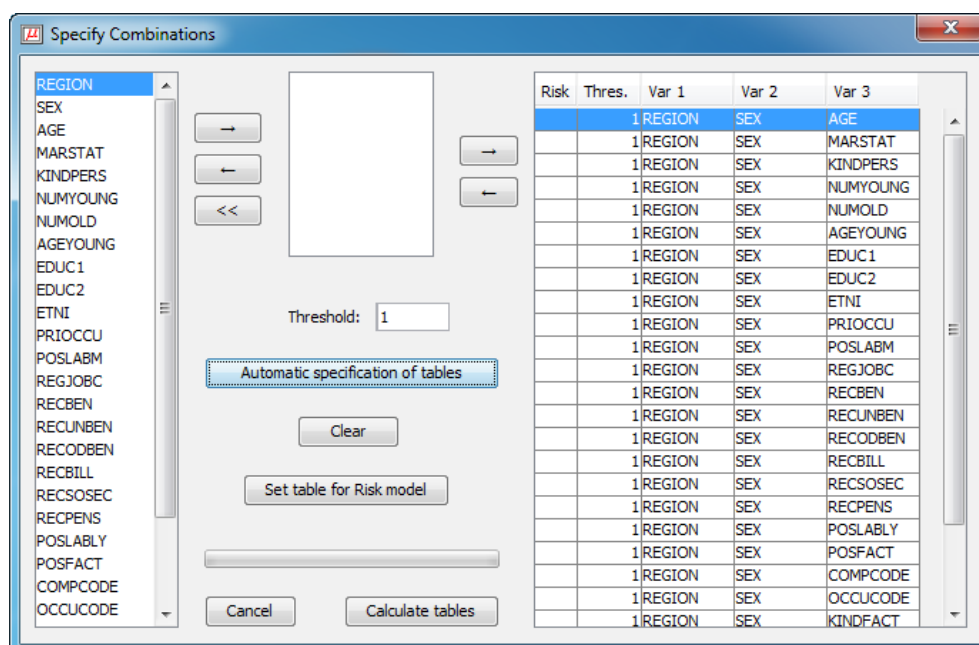 μ Specify Combinations
x
REGION
SEX
AGE
MARSTAT
KINDPERS
NUMYOUNG
NUMOLD
AGEYOUNG
EDUC1
EDUC2
ETNI
PRIOCCU
POSLABM
REGJOBC
RECBEN
RECUNBEN
RECODBEN
RECBILL
RECSOSEC
RECPENS
POSLABLY
POSFACT
COMPCODE
OCCUCODE
→
←
<<
→
←
Threshold: 1
Automatic specification of tables
Clear
Set table for Risk model
Cancel Calculate tables
Risk Thres. Var 1 Var 2 Var 3
1 REGION SEX AGE
1 REGION SEX MARSTAT
1 REGION SEX KINDPERS
1 REGION SEX NUMYOUNG
1 REGION SEX NUMOLD
1 REGION SEX AGEYOUNG
1 REGION SEX EDUC1
1 REGION SEX EDUC2
1 REGION SEX ETNI
1 REGION SEX PRIOCCU
1 REGION SEX POSLABM
1 REGION SEX REGJOBC
1 REGION SEX RECBEN
1 REGION SEX RECUNBEN
1 REGION SEX RECODBEN
1 REGION SEX RECBILL
1 REGION SEX RECSOSEC
1 REGION SEX RECPENS
1 REGION SEX POSLABLY
1 REGION SEX POSFACT
1 REGION SEX COMPCODE
1 REGION SEX OCCUCODE
1 REGION SEX KINDFACT